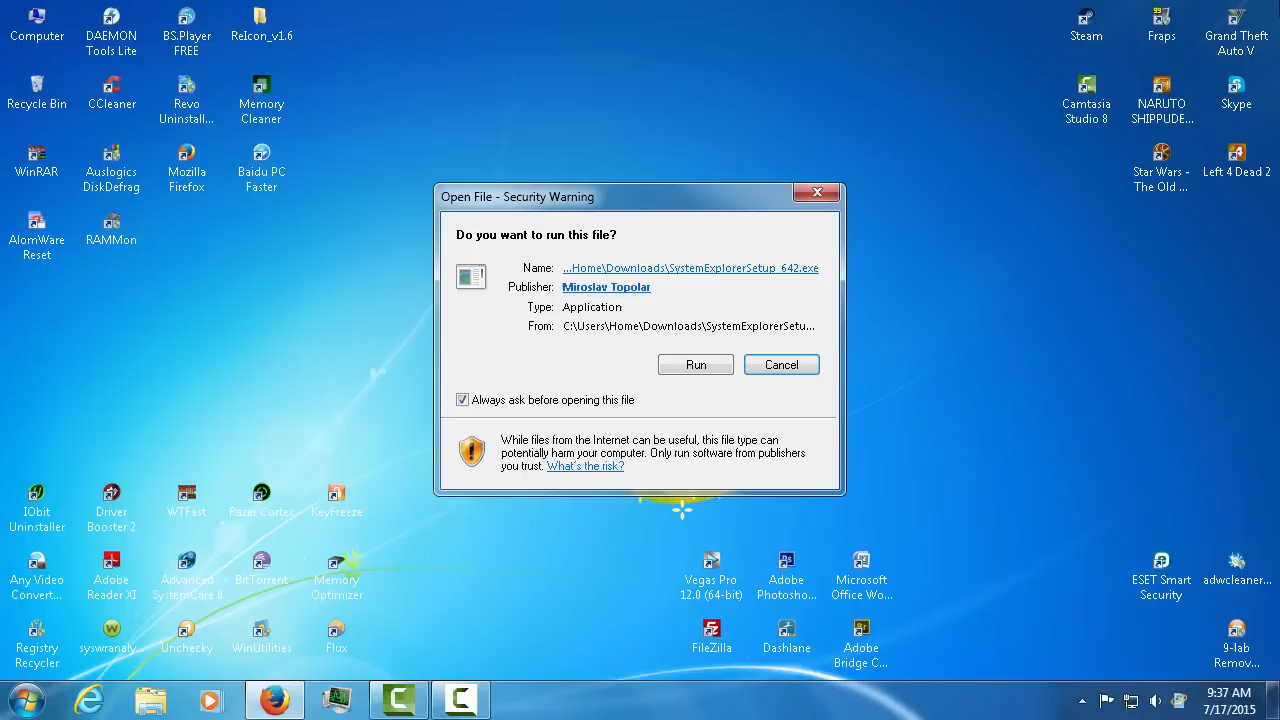 Computer
DAEMON
Tools Lite
BS.Player
FREE
ReIcon_v1.6
Steam
99
Fraps
Grand Theft
Auto V
Recycle Bin
CCleaner
Revo
Uninstall...
Memory
Cleaner
Camtasia
Studio 8
NARUTO
SHIPPUDE...
Skype
WinRAR
Auslogics
DiskDefrag
Mozilla
Firefox
Baidu PC
Faster
Star Wars -
The Old ...
Left 4 Dead 2
AlomWare
Reset
RAMMon
Open File - Security Warning
Do you want to run this file?
Name: ...Home\Downloads\SystemExplorerSetup_642.exe
Publisher: Miroslav Topolar
Type: Application
From: C:\Users\Home\Downloads\SystemExplorerSetu...
Run
Cancel
Always ask before opening this file
While files from the Internet can be useful, this file type can
potentially harm your computer. Only run software from publishers
you trust. What's the risk?
IObit
Uninstaller
Driver
Booster 2
WTFast
Razer Cortex
KeyFreeze
Any Video
Convert...
Adobe
Reader XI
Advanced
SystemCare 8
BitTorrent
Memory
Optimizer
Vegas Pro
12.0 (64-bit)
Adobe
Photosho...
Microsoft
Office Wo...
ESET Smart
Security
adwcleaner...
Registry
Recycler
syswranaly...
Unchecky
WinUtilities
Flux
FileZilla
Dashlane
Adobe
Bridge C...
9-lab
Remov...
9:37 AM
7/17/2015